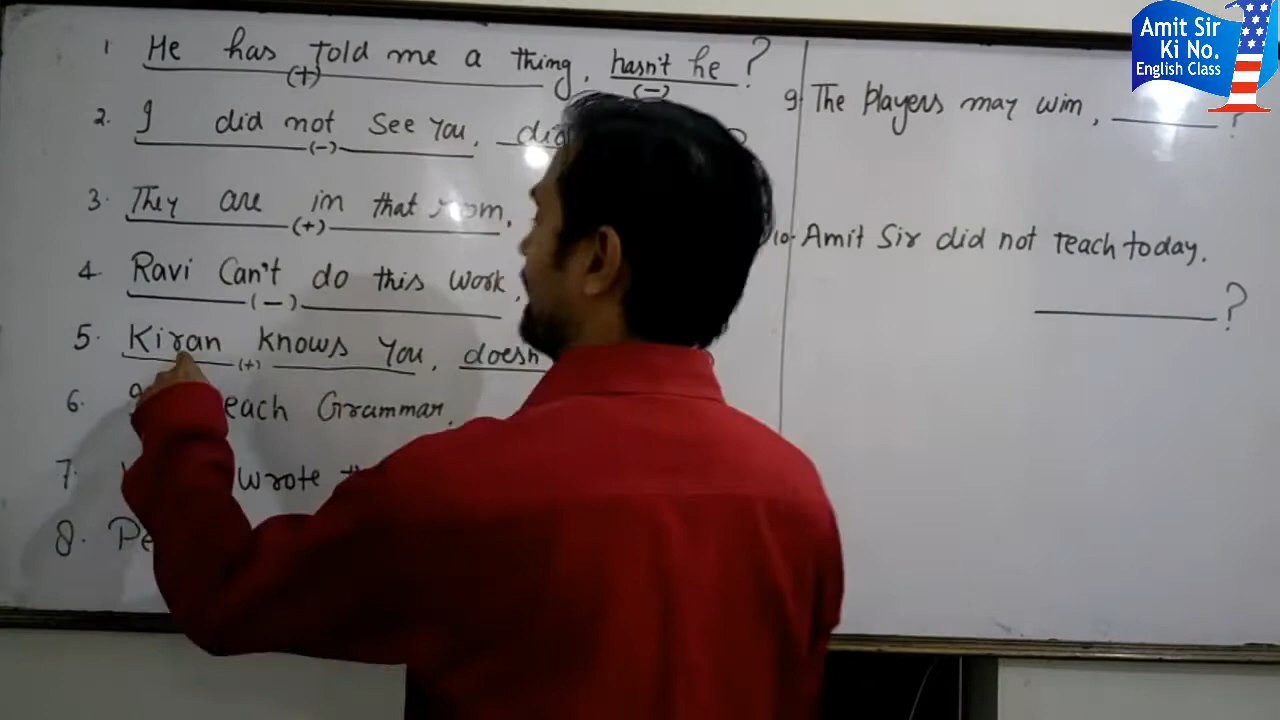 1 He has Told me a thing, hasn't he ?
(+) (-)
2. I did not See You,
(-)
3. They are in that room,
(+)
4 Ravi Can't do this work,
(-)
5. Kiran knows You, doesn
(+)
6. each Grammar.
7. wrote
8. Pe
9. The players may win, ?
10. Amit Sir did not Teach today.
?
Amit Sir
Ki No.
English Class
1